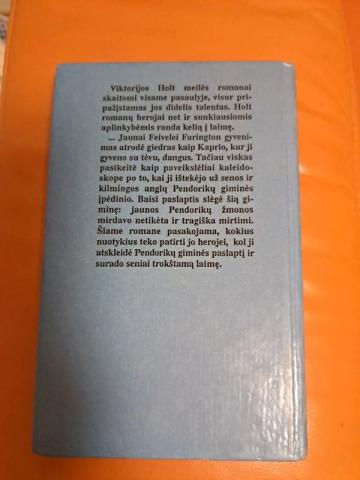 Viktorijos Holt meilės romanai
skaitomi visame pasaulyje, visur pri-
pažįstamas jos didelis talentas. Holt
romanų herojai net ir sunkiausiomis
aplinkybėmis randa kelią į laimę.
... Jaunai Feivelei Farington gyveni-
mas atrodė giedras kaip Kaprio, kur ji
gyveno su tėvu, dangus. Tačiau viskas
pasikeitė kaip paveikslėliai kaleido-
skope po to, kai ji ištekėjo už senos ir
kilmingos anglų Pendorikų giminės
įpėdinio. Baisi paslaptis slėgė šią gi-
minę: jaunos Pendorikų žmonos
mirdavo netikėta ir tragiška mirtimi.
Šiame romane pasakojama, kokius
nuotykius teko patirti jo herojei, kol ji
atskleidė Pendorikų giminės paslaptį ir
surado seniai trokštamą laimę.